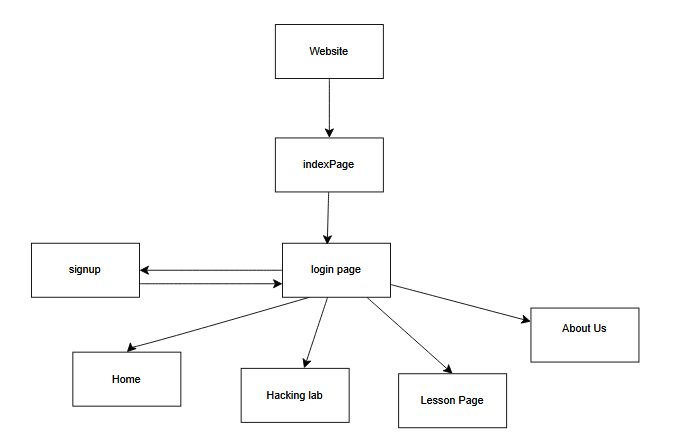 Website
indexPage
signup
login page
About Us
Home
Hacking lab
Lesson Page